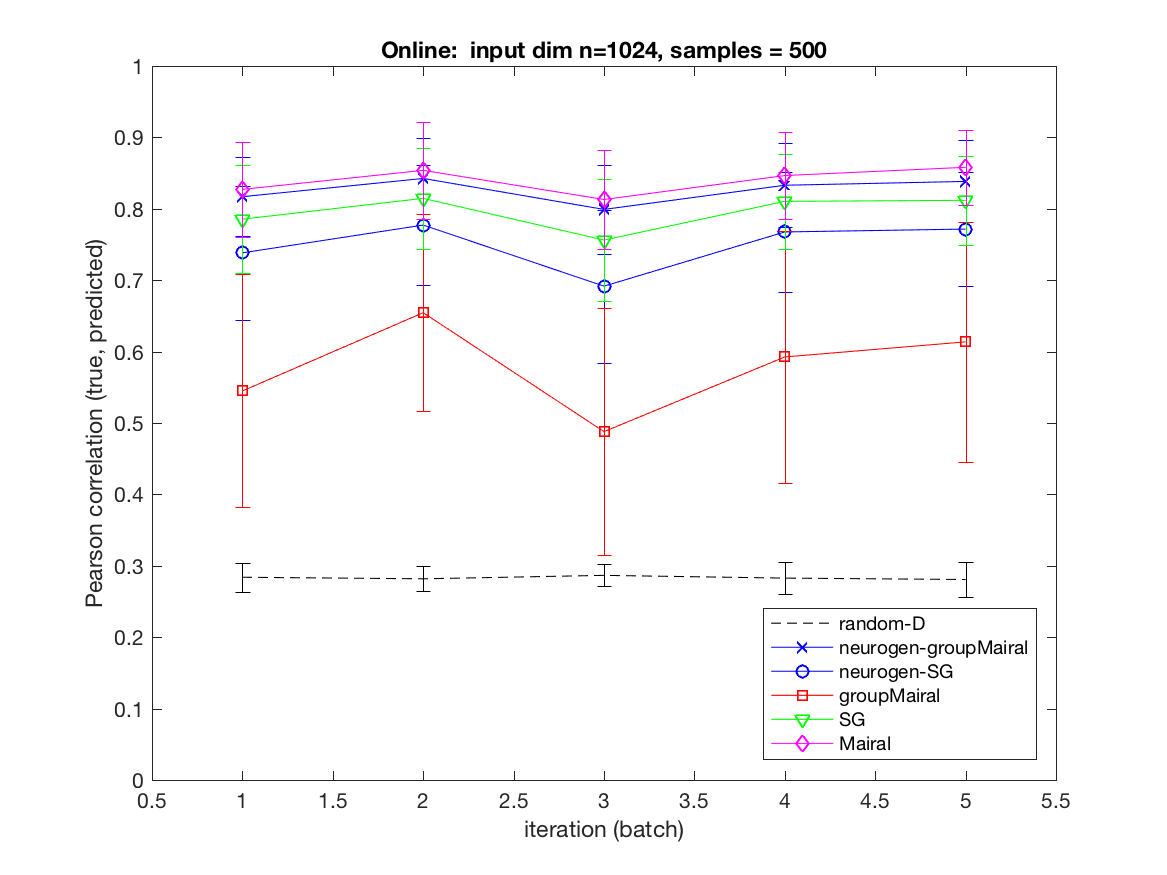 Online:  input dim n=1024, samples = 500
Pearson correlation (true, predicted)
1
0.9
0.8
0.7
0.6
0.5
0.4
0.3
0.2
0.1
0
random-D
neurogen-groupMairal
neurogen-SG
groupMairal
SG
Mairal
0.5 1 1.5 2 2.5 3 3.5 4 4.5 5 5.5
iteration (batch)